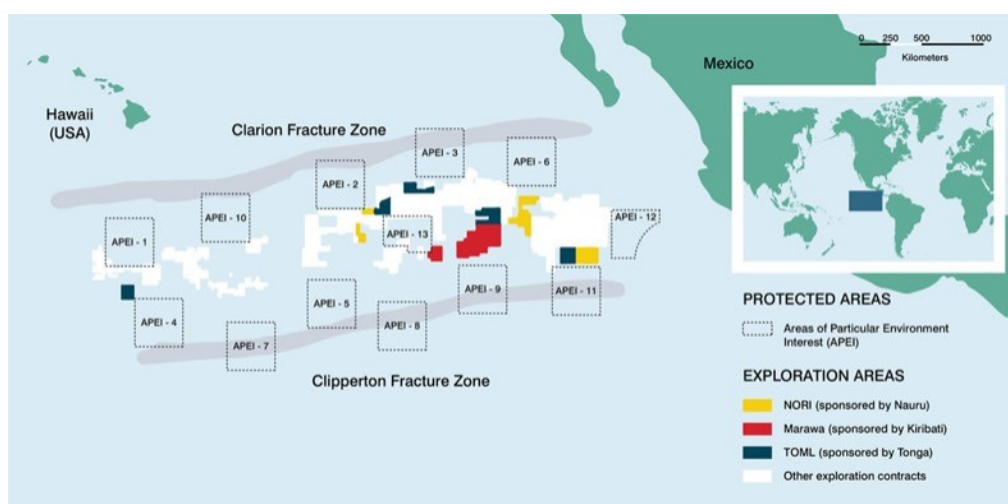 0 250 500 1000
Kilometers
Mexico
Hawaii
(USA)
Clarion Fracture Zone
APEI - 3
APEI - 6
APEI - 2
APEI - 10
APEI - 12
APEI - 13
APEI - 1
APEI - 9
APEI - 11
APEI - 5
APEI - 4
APEI - 8
APEI - 7
Clipperton Fracture Zone
PROTECTED AREAS
Areas of Particular Environment
Interest (APEI)
EXPLORATION AREAS
NORI (sponsored by Nauru)
Marawa (sponsored by Kiribati)
TOML (sponsored by Tonga)
Other exploration contracts